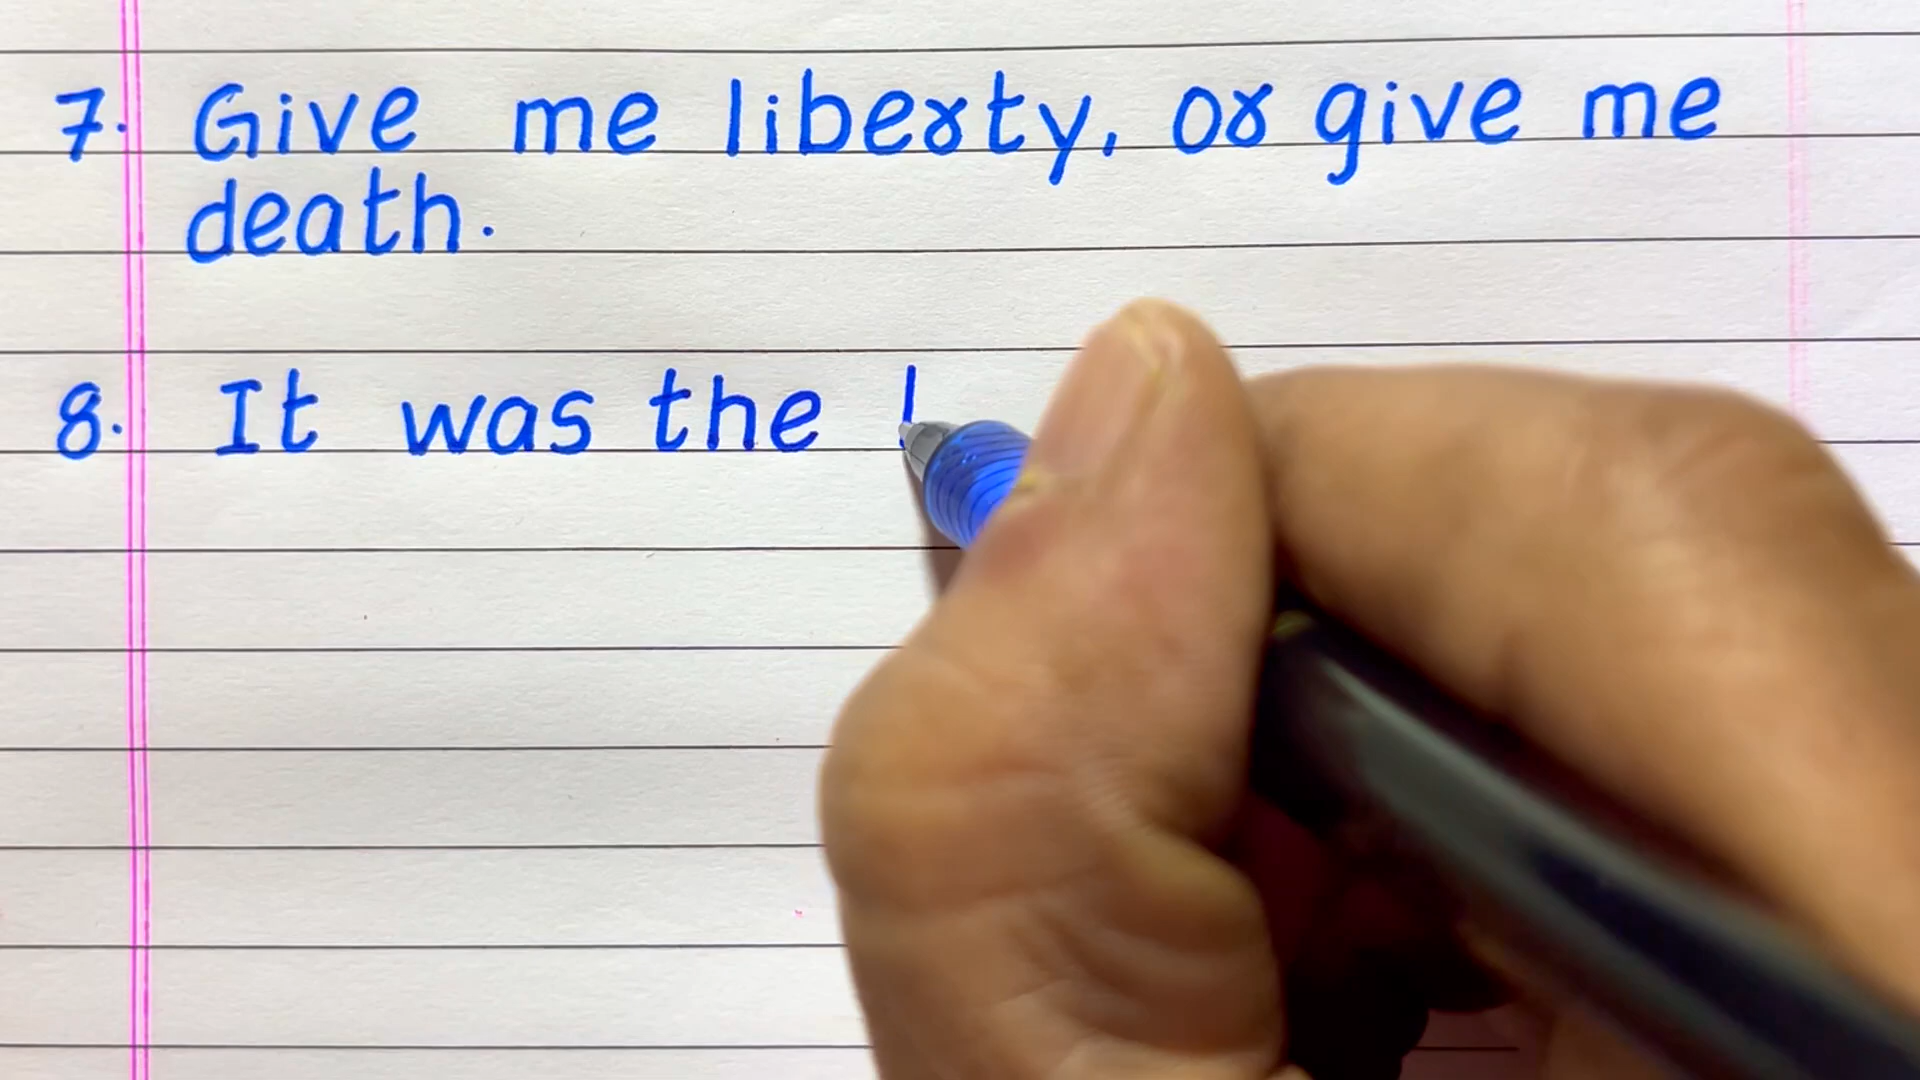 7. Give me liberty, or give me
death.
8. It was the